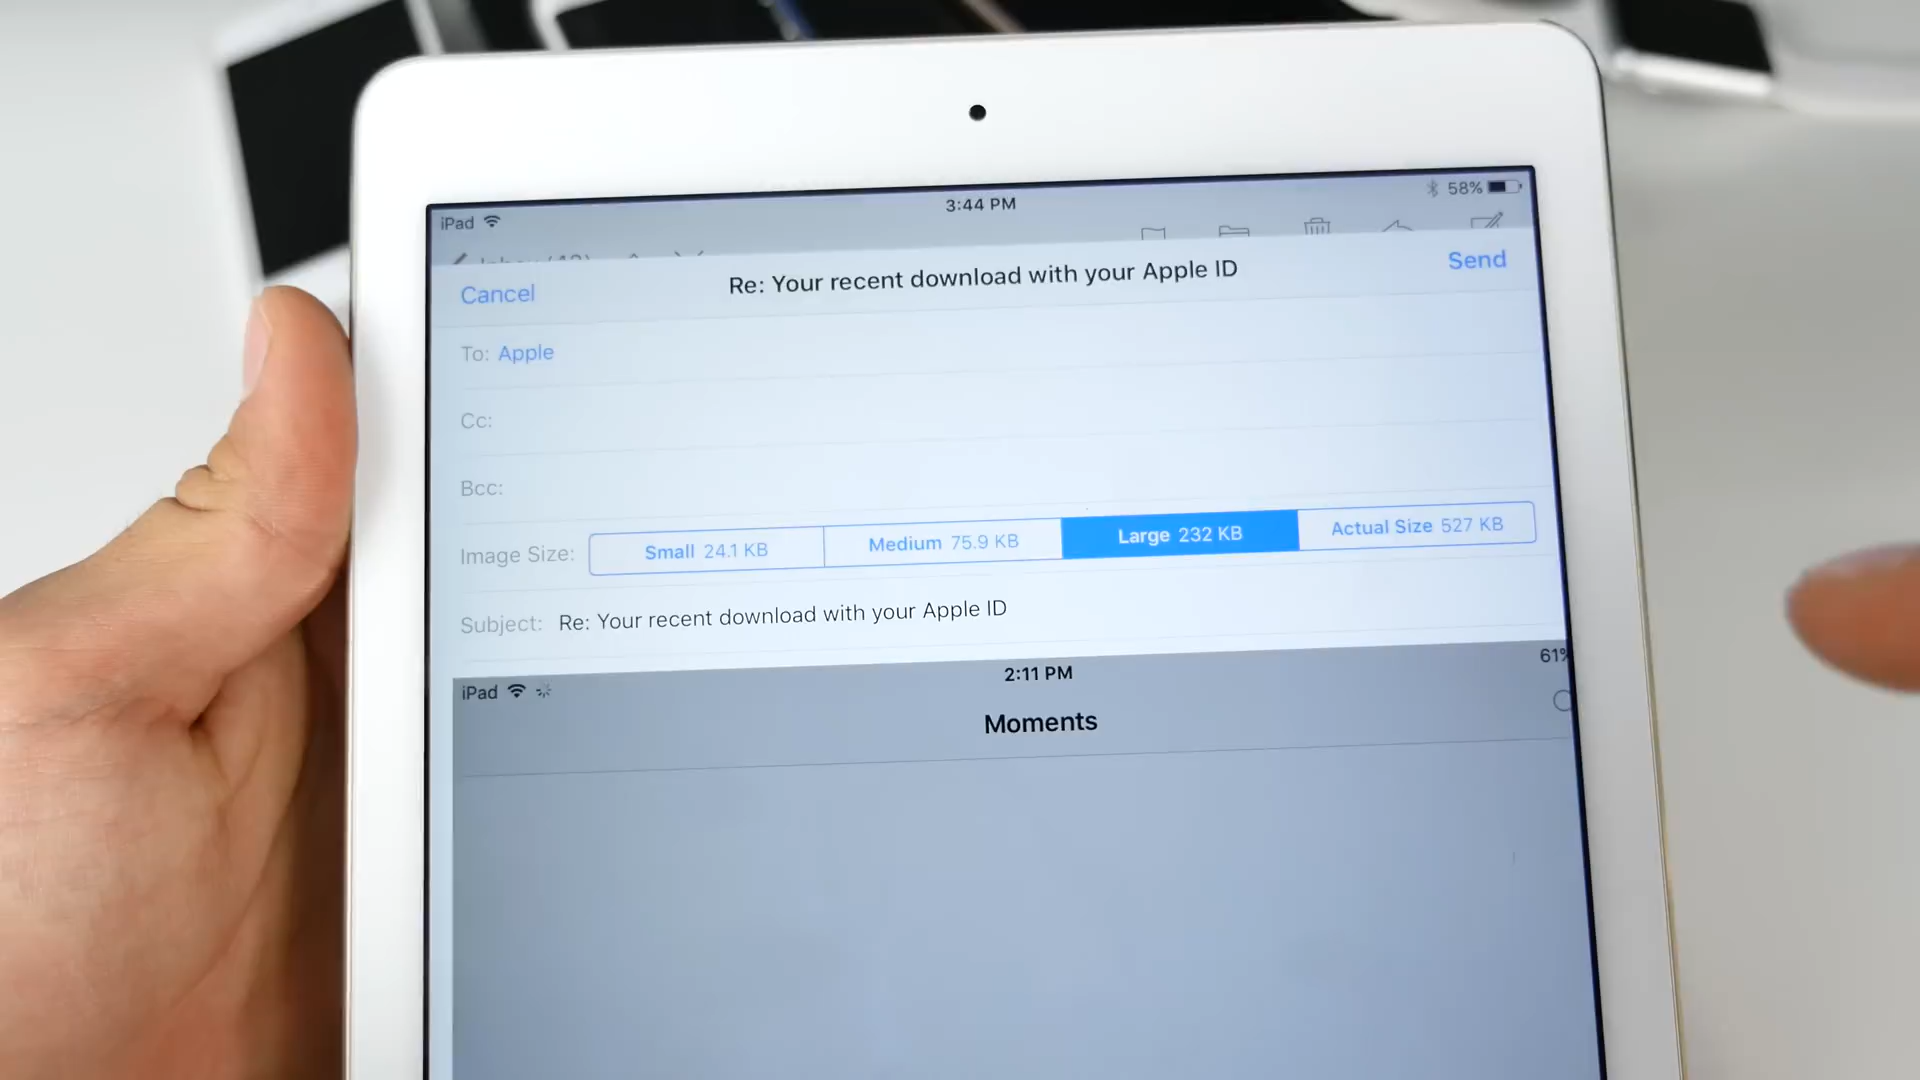 iPad 3:44 PM 58%
Cancel Re: Your recent download with your Apple ID Send
To: Apple
Cc:
Bcc:
Image Size: Small 24.1 KB Medium 75.9 KB Large 232 KB Actual Size 527 KB
Subject: Re: Your recent download with your Apple ID
iPad 2:11 PM 61%
Moments